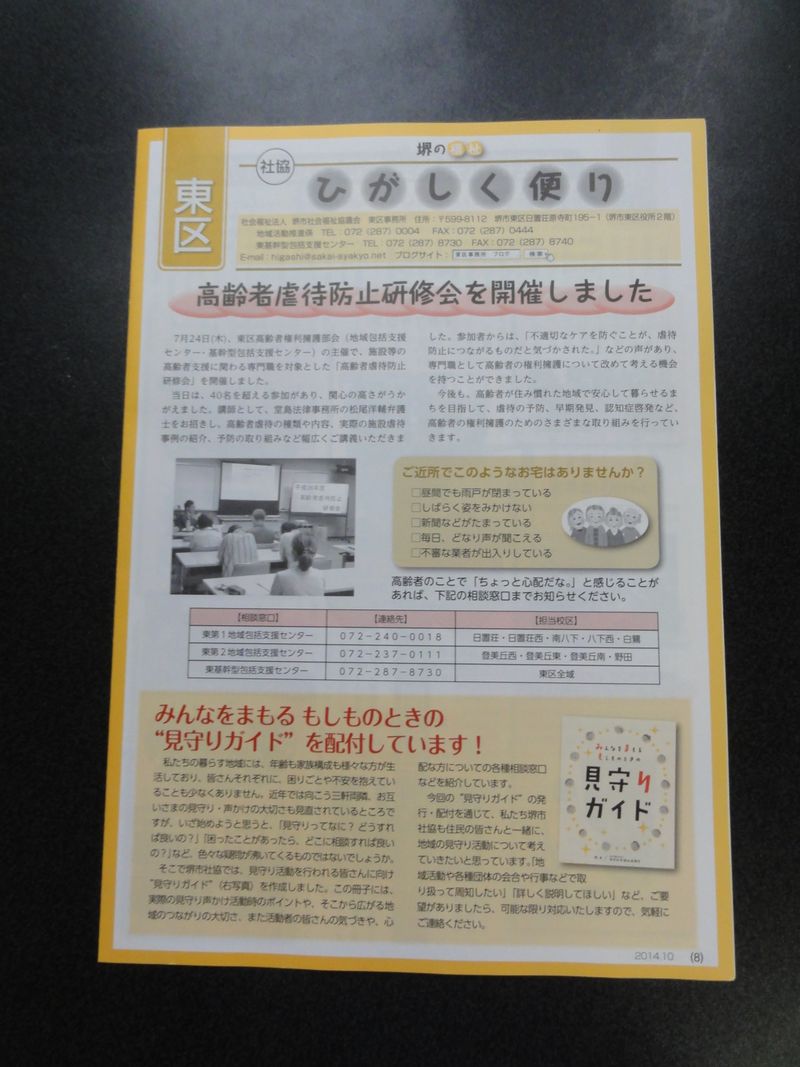 堺の福祉
東区
社協
ひがしく便り
社会福祉法人 堺市社会福祉協議会 東区事務所 住所:〒599-8112 堺市東区日置荘原寺町195-1(堺市東区役所2階)
地域活動推進係 TEL:072(287)0004 FAX:072(287)0444
東基幹型包括支援センター TEL:072(287)8730 FAX:072(287)8740
E-mail:higashi@sakai-syakyo.net ブログサイト: 東区事務所 ブログ 検索
高齢者虐待防止研修会を開催しました
7月24日(木)、東区高齢者権利擁護部会(地域包括支援
センター・基幹型包括支援センター)の主催で、施設等の
高齢者支援に関わる専門職を対象とした「高齢者虐待防止
研修会」を開催しました。
当日は、40名を超える参加があり、関心の高さがうか
がえました。講師として、堂島法律事務所の松尾洋輔弁護
士をお招きし、高齢者虐待の種類や内容、実際の施設虐待
事例の紹介、予防の取り組みなど幅広くご講義いただきま
した。参加者からは、「不適切なケアを防ぐことが、虐待
防止につながるものだと気づかされた。」などの声があり、
専門職として高齢者の権利擁護について改めて考える機会
を持つことができました。
今後も、高齢者が住み慣れた地域で安心して暮らせるま
ちを目指して、虐待の予防、早期発見、認知症啓発など、
高齢者の権利擁護のためのさまざまな取り組みを行ってい
きます。
平成26年度
高齢者虐待防止
研修会
ご近所でこのようなお宅はありませんか?
□昼間でも雨戸が閉まっている
□しばらく姿をみかけない
□新聞などがたまっている
□毎日、どなり声が聞こえる
□不審な業者が出入りしている
高齢者のことで「ちょっと心配だな。」と感じることが
あれば、下記の相談窓口までお知らせください。
【相談窓口】 【連絡先】 【担当校区】
東第1地域包括支援センター 072-240-0018 日置荘・日置荘西・南八下・八下西・白鷺
東第2地域包括支援センター 072-237-0111 登美丘西・登美丘東・登美丘南・野田
東基幹型包括支援センター 072-287-8730 東区全域
みんなをまもる もしものときの
“見守りガイド” を配付しています!
私たちの暮らす地域には、年齢も家族構成も様々な方が生
活しており、皆さんそれぞれに、困りごとや不安を抱えてい
ることも少なくありません。近年では向こう三軒両隣、お互
いさまの見守り・声かけの大切さも見直されているところで
すが、いざ始めようと思うと、「見守りってなに? どうすれ
ば良いの?」「困ったことがあったら、どこに相談すれば良い
の?」など、色々な疑問が沸いてくるものではないでしょうか。
そこで堺市社協では、見守り活動を行われる皆さんに向け
“見守りガイド”(右写真)を作成しました。この冊子には、
実際の見守り声かけ活動時のポイントや、そこから広がる地
域のつながりの大切さ、また活動者の皆さんの気づきや、心
配な方についての各種相談窓口
などを紹介しています。
今回の“見守りガイド”の発
行・配付を通じて、私たち堺市
社協も住民の皆さんと一緒に、
地域の見守り活動について考え
ていきたいと思っています。「地
域活動や各種団体の会合や行事などで取
り扱って周知したい」「詳しく説明してほしい」など、ご要
望がありましたら、可能な限り対応いたしますので、気軽に
ご連絡ください。
みんなをまもる
もしものときの
見守り
ガイド
2014.10 (8)